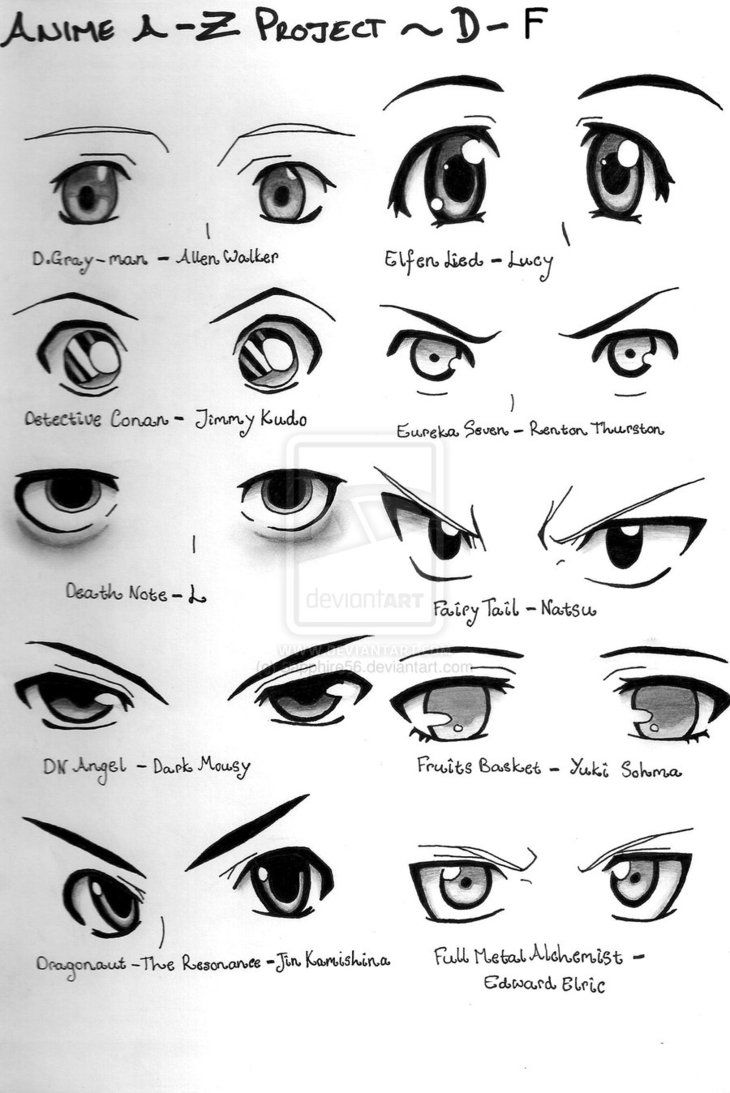 ANIME A-Z PROJECT ~ D-F
D.Gray-man - Allen Walker
Elfen Lied - Lucy
Detective Conan - Jimmy Kudo
Eureka Seven - Renton Thurston
Death Note - L
deviantART
Fairy Tail - Natsu
WWW.DEVIANTART.COM
(c) sapphire56.deviantart.com
DN Angel - Dark Mousy
Fruits Basket - Yuki Sohma
Dragonaut - The Resonance - Jin Kamishina
Full Metal Alchemist -
Edward Elric